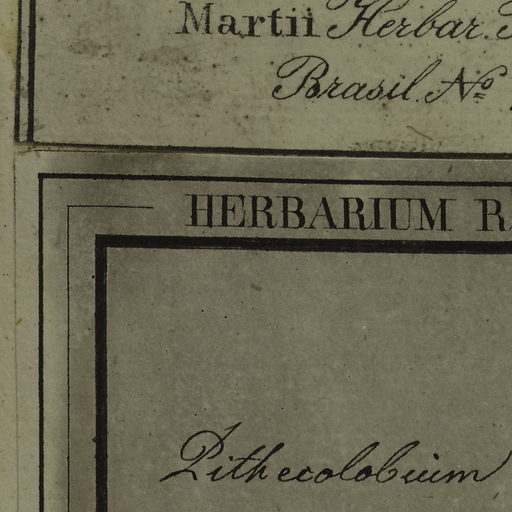 Martii Herbar.
Brasil. No
HERBARIUM
Pithecolobium